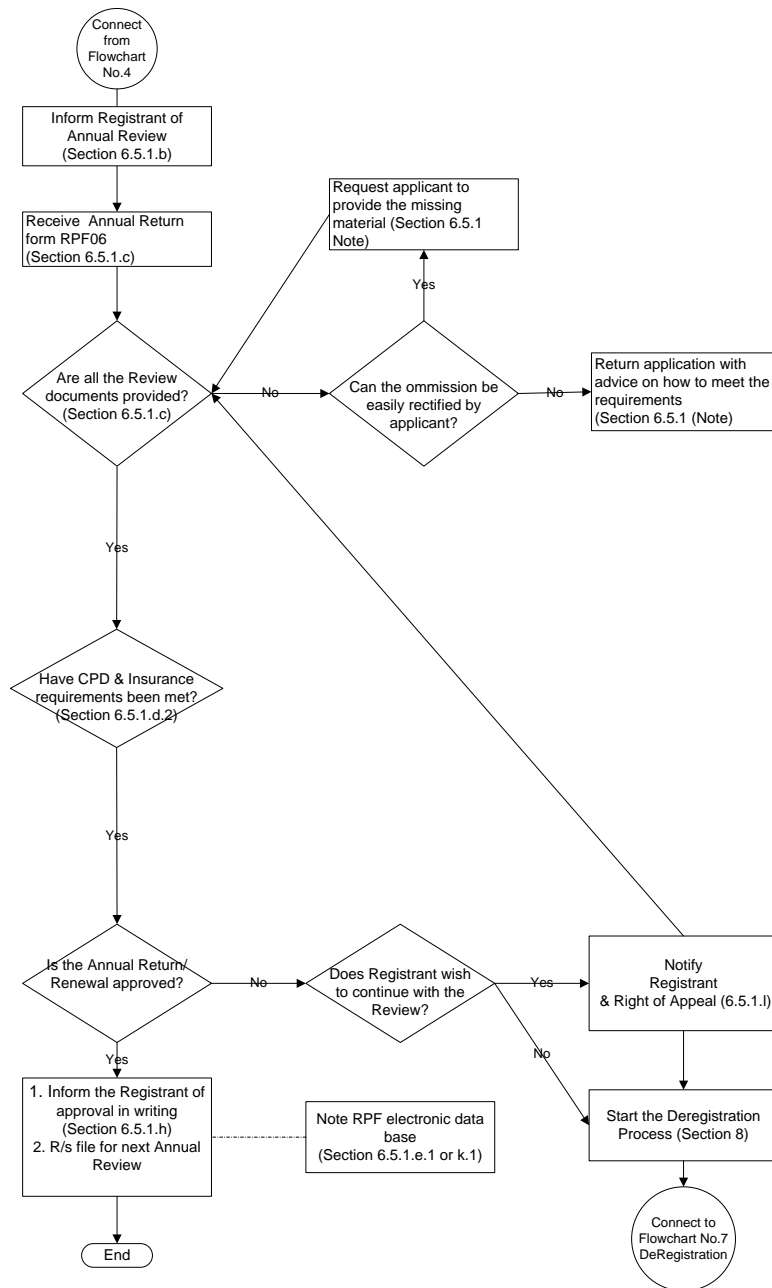 Connect
from
Flowchart
No.4
Inform Registrant of
Annual Review
(Section 6.5.1.b)
Receive Annual Return
form RPF06
(Section 6.5.1.c)
Request applicant to
provide the missing
material (Section 6.5.1
Note)
Yes
Are all the Review
documents provided?
(Section 6.5.1.c)
No
Can the ommission be
easily rectified by
applicant?
No
Return application with
advice on how to meet the
requirements
(Section 6.5.1 (Note)
Yes
Have CPD & Insurance
requirements been met?
(Section 6.5.1.d.2)
Yes
Is the Annual Return/
Renewal approved?
No
Does Registrant wish
to continue with the
Review?
Yes
Notify
Registrant
& Right of Appeal (6.5.1.l)
No
Yes
1. Inform the Registrant of
approval in writing
(Section 6.5.1.h)
2. R/s file for next Annual
Review
Note RPF electronic data
base
(Section 6.5.1.e.1 or k.1)
Start the Deregistration
Process (Section 8)
End
Connect to
Flowchart No.7
DeRegistration